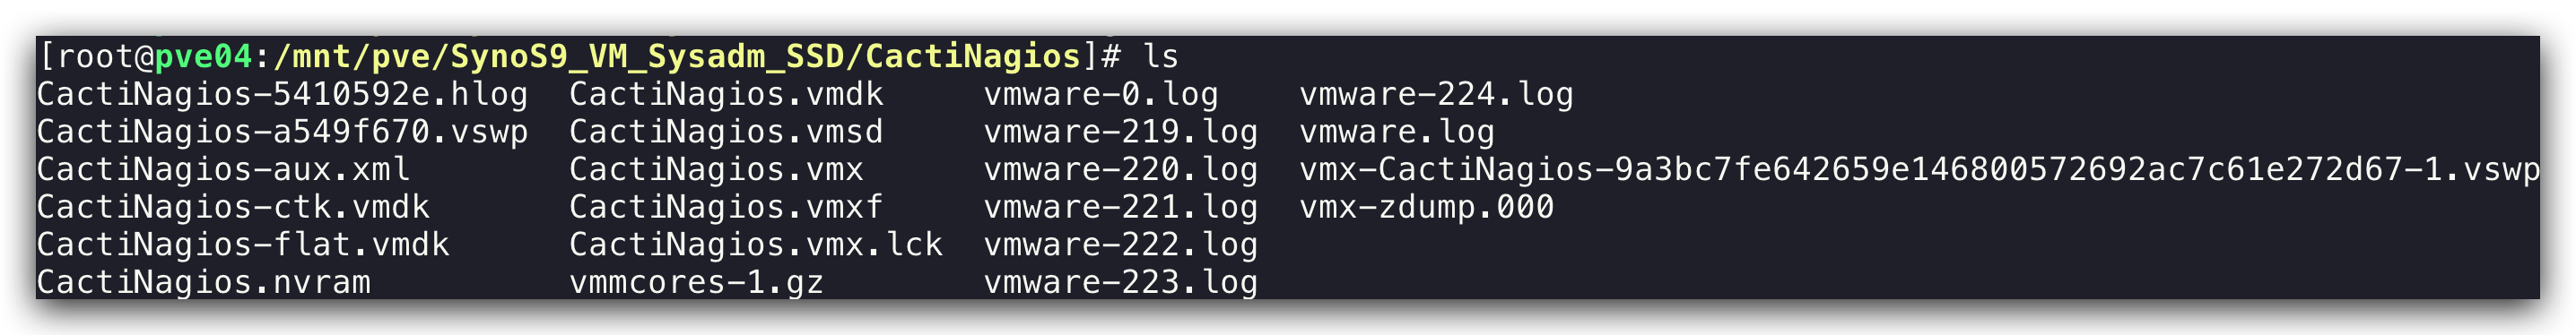 [root@pve04:/mnt/pve/SynoS9_VM_Sysadm_SSD/CactiNagios]# ls
CactiNagios-5410592e.hlog  CactiNagios.vmdk     vmware-0.log    vmware-224.log
CactiNagios-a549f670.vswp  CactiNagios.vmsd     vmware-219.log  vmware.log
CactiNagios-aux.xml        CactiNagios.vmx      vmware-220.log  vmx-CactiNagios-9a3bc7fe642659e146800572692ac7c61e272d67-1.vswp
CactiNagios-ctk.vmdk       CactiNagios.vmxf     vmware-221.log  vmx-zdump.000
CactiNagios-flat.vmdk      CactiNagios.vmx.lck  vmware-222.log
CactiNagios.nvram          vmmcores-1.gz        vmware-223.log